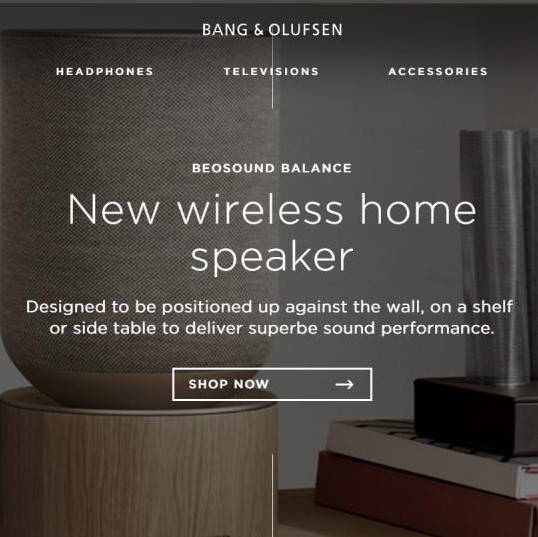 BANG & OLUFSEN
HEADPHONES TELEVISIONS ACCESSORIES
BEOSOUND BALANCE
New wireless home
speaker
Designed to be positioned up against the wall, on a shelf
or side table to deliver superbe sound performance.
SHOP NOW →